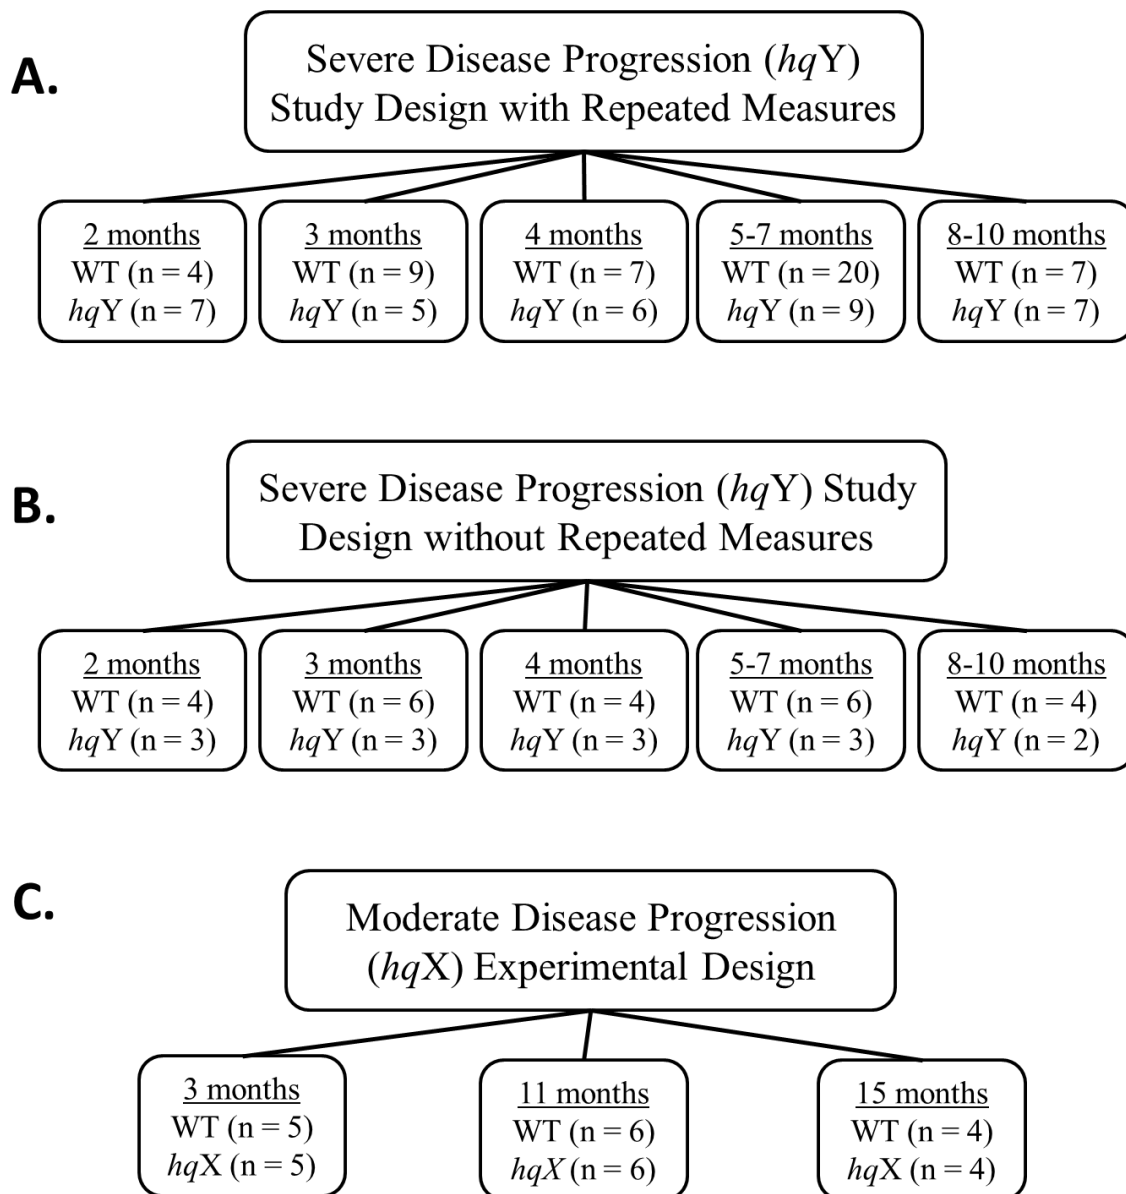 A.
Severe Disease Progression (hqY)
Study Design with Repeated Measures
2 months
WT (n = 4)
hqY (n = 7)
3 months
WT (n = 9)
hqY (n = 5)
4 months
WT (n = 7)
hqY (n = 6)
5-7 months
WT (n = 20)
hqY (n = 9)
8-10 months
WT (n = 7)
hqY (n = 7)
B.
Severe Disease Progression (hqY) Study
Design without Repeated Measures
2 months
WT (n = 4)
hqY (n = 3)
3 months
WT (n = 6)
hqY (n = 3)
4 months
WT (n = 4)
hqY (n = 3)
5-7 months
WT (n = 6)
hqY (n = 3)
8-10 months
WT (n = 4)
hqY (n = 2)
C.
Moderate Disease Progression
(hqX) Experimental Design
3 months
WT (n = 5)
hqX (n = 5)
11 months
WT (n = 6)
hqX (n = 6)
15 months
WT (n = 4)
hqX (n = 4)